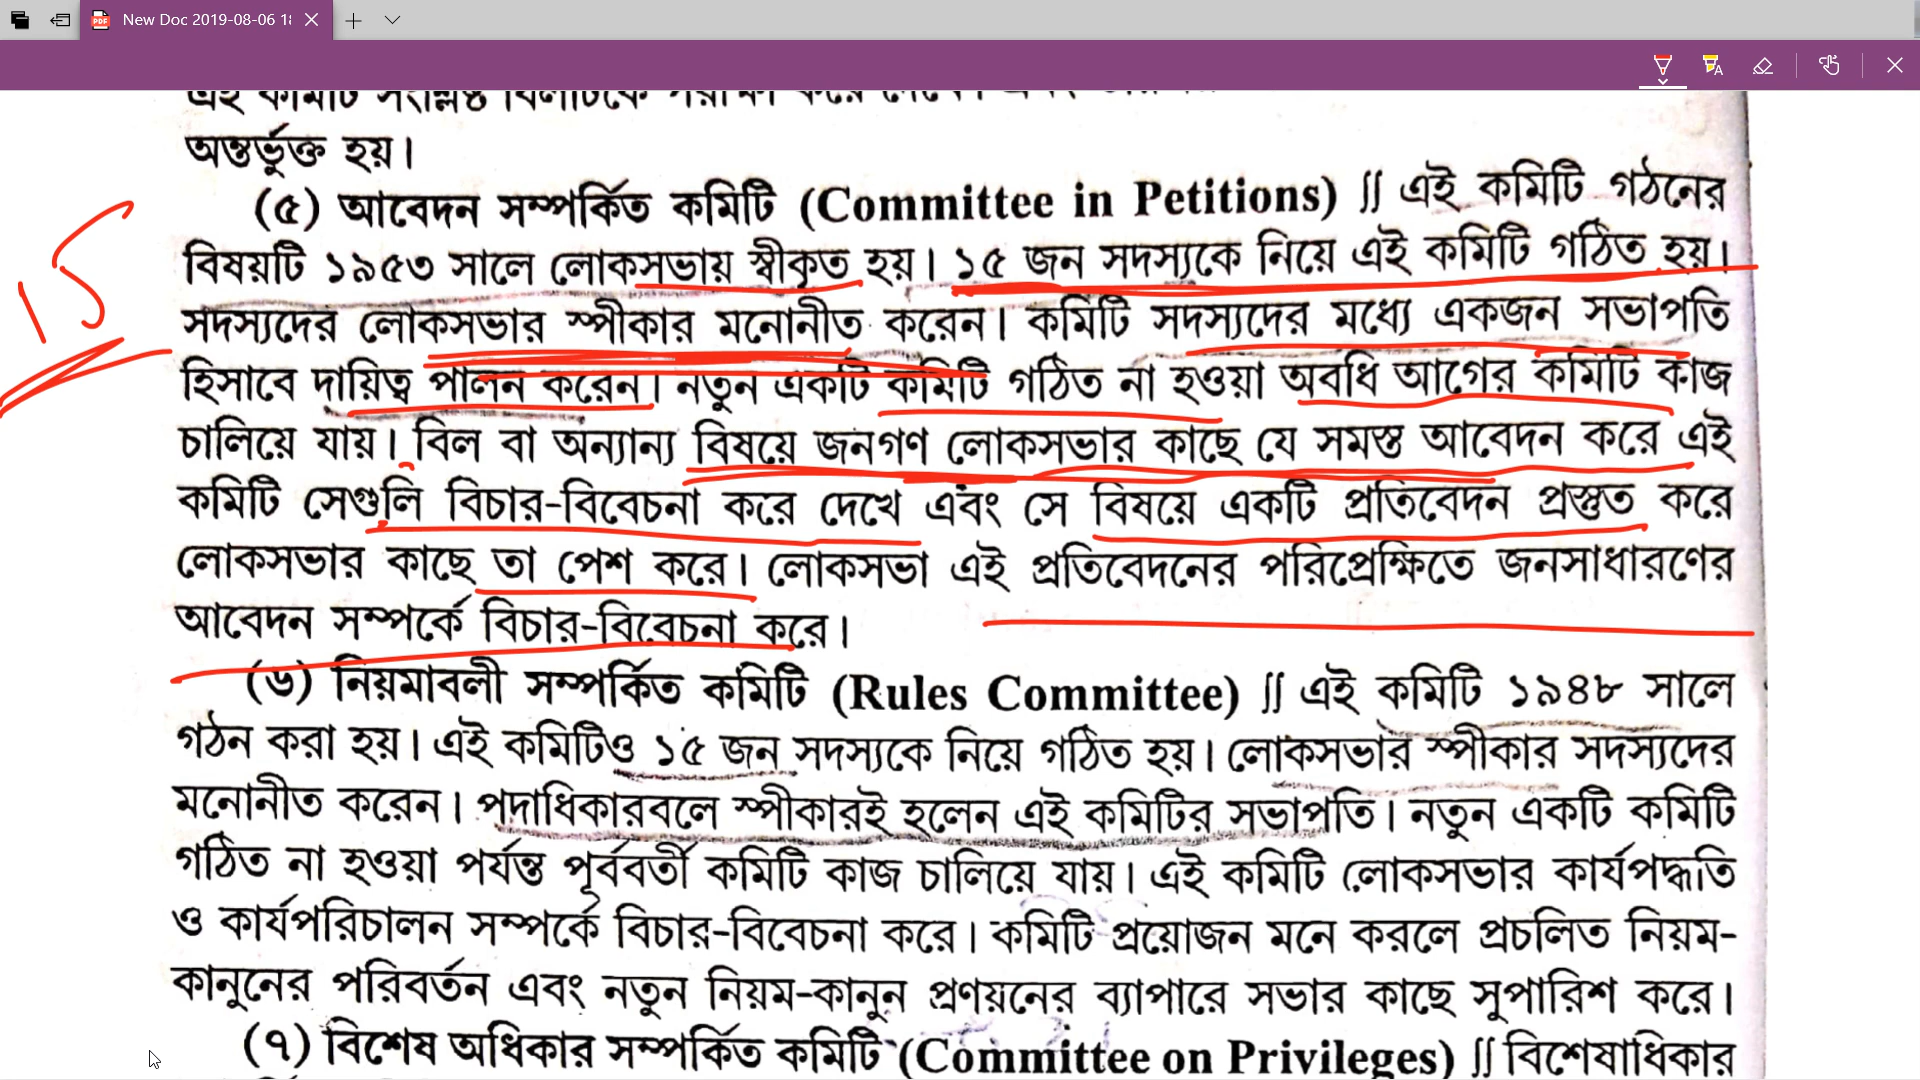 New Doc 2019-08-06 18
অন্তর্ভুক্ত হয়।
(৫) আবেদন সম্পর্কিত কমিটি (Committee in Petitions) ॥ এই কমিটি গঠনের
বিষয়টি ১৯৫৩ সালে লোকসভায় স্বীকৃত হয়। ১৫ জন সদস্যকে নিয়ে এই কমিটি গঠিত হয়।
15
সদস্যদের লোকসভার স্পীকার মনোনীত করেন। কমিটি সদস্যদের মধ্যে একজন সভাপতি
হিসাবে দায়িত্ব পালন করেন। নতুন একটি কমিটি গঠিত না হওয়া অবধি আগের কমিটি কাজ
চালিয়ে যায়। বিল বা অন্যান্য বিষয়ে জনগণ লোকসভার কাছে যে সমস্ত আবেদন করে এই
কমিটি সেগুলি বিচার-বিবেচনা করে দেখে এবং সে বিষয়ে একটি প্রতিবেদন প্রস্তুত করে
লোকসভার কাছে তা পেশ করে। লোকসভা এই প্রতিবেদনের পরিপ্রেক্ষিতে জনসাধারণের
আবেদন সম্পর্কে বিচার-বিবেচনা করে।
(৬) নিয়মাবলী সম্পর্কিত কমিটি (Rules Committee) ॥ এই কমিটি ১৯৪৮ সালে
গঠন করা হয়। এই কমিটিও ১৫ জন সদস্যকে নিয়ে গঠিত হয়। লোকসভার স্পীকার সদস্যদের
মনোনীত করেন। পদাধিকারবলে স্পীকারই হলেন এই কমিটির সভাপতি। নতুন একটি কমিটি
গঠিত না হওয়া পর্যন্ত পূর্ববর্তী কমিটি কাজ চালিয়ে যায়। এই কমিটি লোকসভার কার্যপদ্ধতি
ও কার্যপরিচালন সম্পর্কে বিচার-বিবেচনা করে। কমিটি প্রয়োজন মনে করলে প্রচলিত নিয়ম-
কানুনের পরিবর্তন এবং নতুন নিয়ম-কানুন প্রণয়নের ব্যাপারে সভার কাছে সুপারিশ করে।
(৭) বিশেষ অধিকার সম্পর্কিত কমিটি (Committee on Privileges) ॥ বিশেষাধিকার